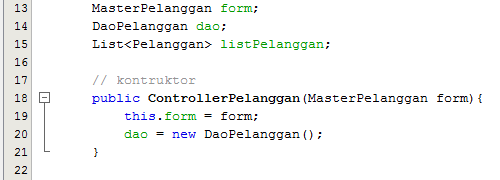 13 MasterPelanggan form;
14 DaoPelanggan dao;
15 List<Pelanggan> listPelanggan;
16
17 // kontruktor
18 public ControllerPelanggan(MasterPelanggan form){
19 this.form = form;
20 dao = new DaoPelanggan();
21 }
22